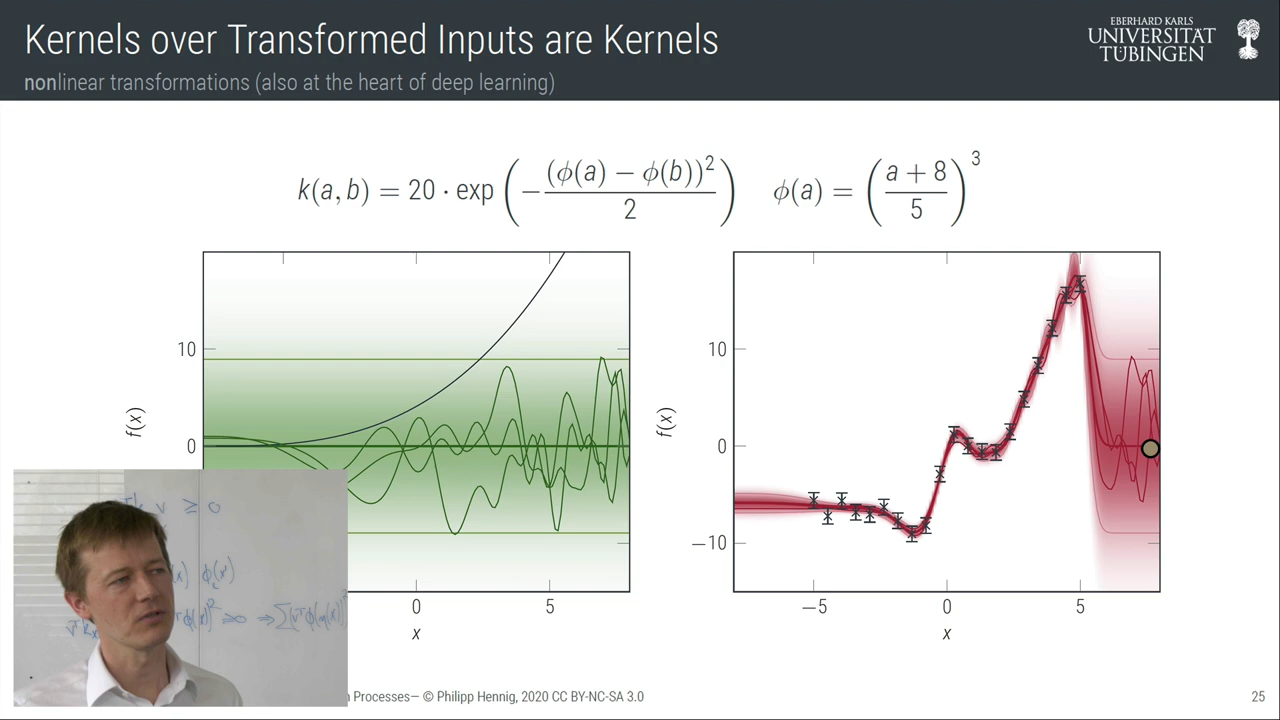 Kernels over Transformed Inputs are Kernels
nonlinear transformations (also at the heart of deep learning)
EBERHARD KARLS
UNIVERSITÄT
TÜBINGEN
k(a, b) = 20 · exp(−(ϕ(a) − ϕ(b))²/2) ϕ(a) = ((a + 8)/5)³
10
0
f(x)
0
5
x
10
0
−10
f(x)
−5
0
5
x
v ≥ 0
Processes— © Philipp Hennig, 2020 CC BY-NC-SA 3.0
25